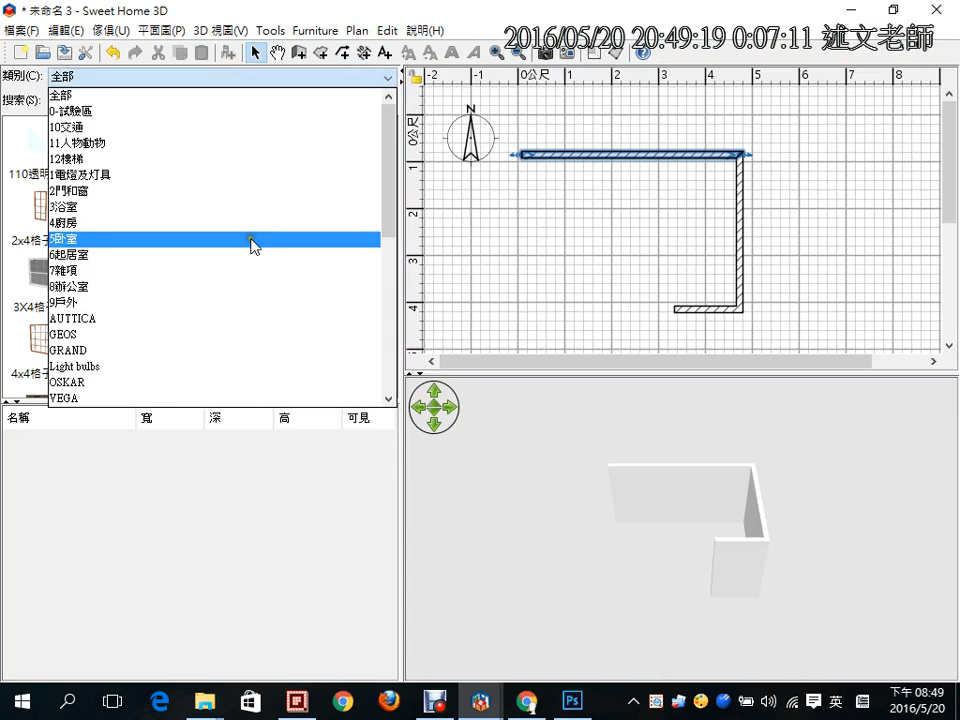 * 未命名 3 - Sweet Home 3D
檔案(F) 編輯(E) 傢俱(U) 平面圖(P) 3D 視圖(V) Tools Furniture Plan Edit 說明(H)
2016/05/20 20:49:19 0:07:11 述文老師
類別(C): 全部
搜索(S):
全部
0-試驗區
10交通
11人物動物
12樓梯
1電燈及灯具
2門和窗
3浴室
4廚房
5卧室
6起居室
7雜項
8辦公室
9戶外
AUTTICA
GEOS
GRAND
Light bulbs
OSKAR
VEGA
110透明
2x4格子
3X4格
4x4格子
名稱 寬 深 高 可見
-2 -1 0公尺 1 2 3 4 5 6 7 8
0公尺
1
2
3
4
N
英
下午 08:49
2016/5/20
Ps